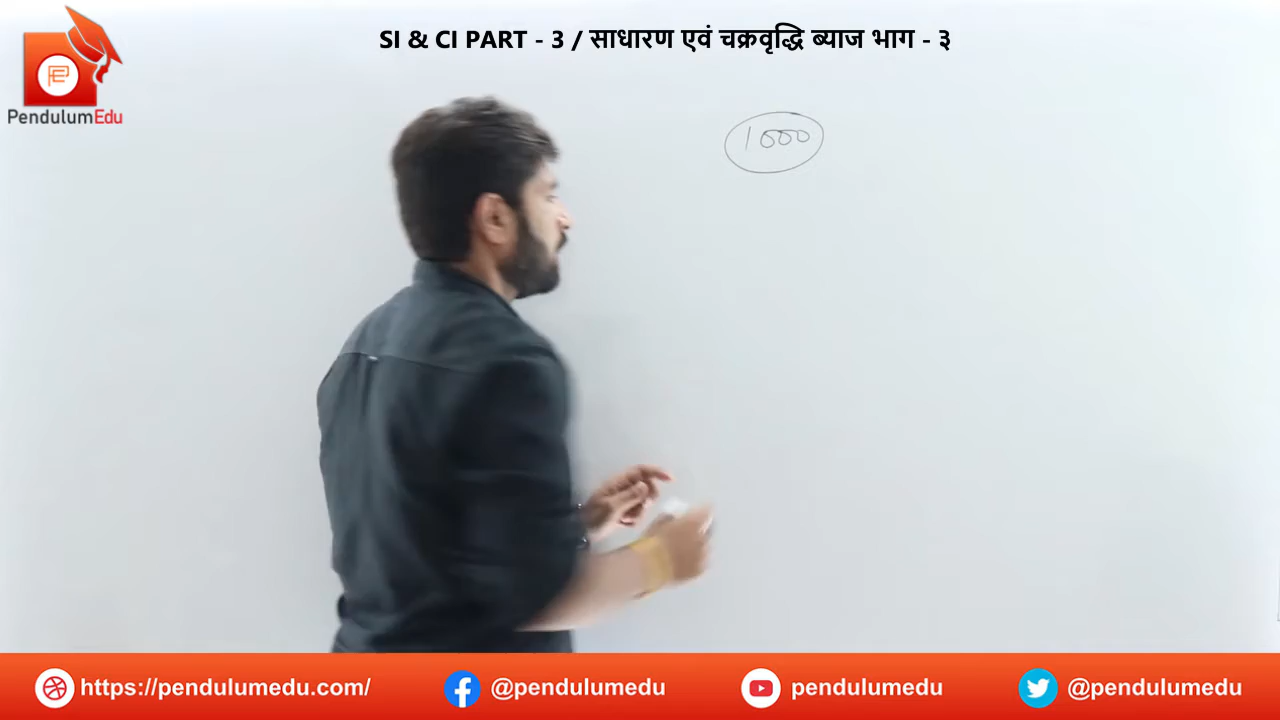 SI & CI PART - 3 / साधारण एवं चक्रवृद्धि ब्याज भाग - ३
PendulumEdu
1000
https://pendulumedu.com/
@pendulumedu
pendulumedu
@pendulumedu